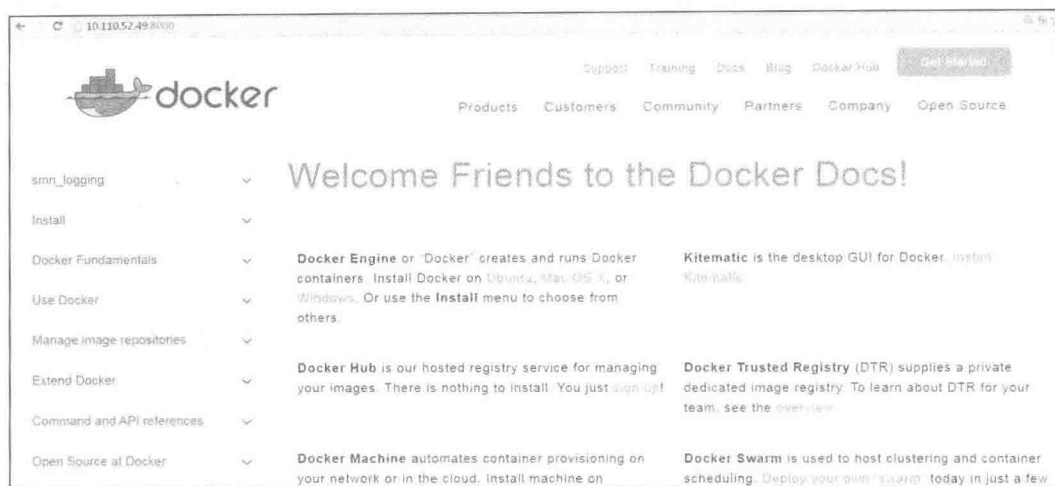 10.110.52.49:8000
Support Training Docs Blog Docker Hub Get Started
docker
Products Customers Community Partners Company Open Source
smn_logging
Install
Docker Fundamentals
Use Docker
Manage image repositories
Extend Docker
Command and API references
Open Source at Docker
Welcome Friends to the Docker Docs!
Docker Engine or "Docker" creates and runs Docker
containers. Install Docker on Ubuntu, Mac OS X, or
Windows. Or use the Install menu to choose from
others.
Kitematic is the desktop GUI for Docker. Install
Kitematic.
Docker Hub is our hosted registry service for managing
your images. There is nothing to install. You just sign-up!
Docker Trusted Registry (DTR) supplies a private
dedicated image registry. To learn about DTR for your
team, see the overview.
Docker Machine automates container provisioning on
your network or in the cloud. Install machine on
Docker Swarm is used to host clustering and container
scheduling. Deploy your own "swarm" today in just a few